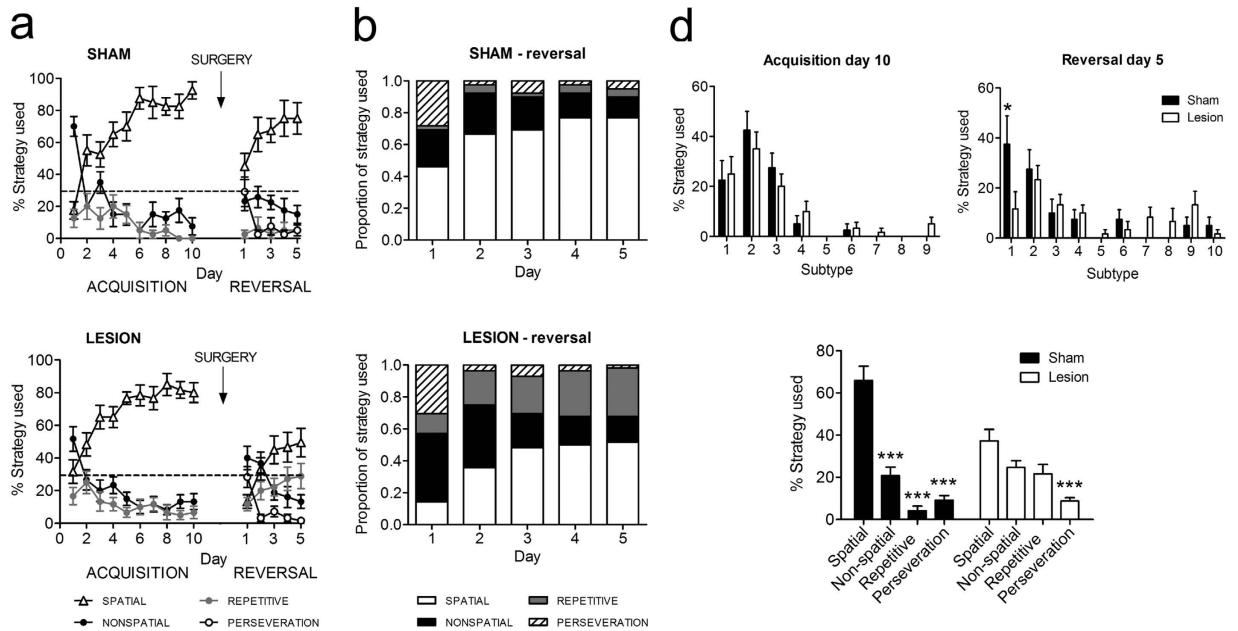 a
SHAM
SURGERY
% Strategy used
100
80
60
40
20
0
0 2 4 6 8 10 1 3 5
Day
ACQUISITION REVERSAL
LESION
SURGERY
% Strategy used
100
80
60
40
20
0
0 2 4 6 8 10 1 3 5
Day
ACQUISITION REVERSAL
SPATIAL REPETITIVE
NONSPATIAL PERSEVERATION
b
SHAM - reversal
Proportion of strategy used
1.0
0.8
0.6
0.4
0.2
0.0
1 2 3 4 5
Day
LESION - reversal
Proportion of strategy used
1.0
0.8
0.6
0.4
0.2
0.0
1 2 3 4 5
Day
SPATIAL REPETITIVE
NONSPATIAL PERSEVERATION
d
Acquisition day 10
% Strategy used
60
40
20
0
1 2 3 4 5 6 7 8 9
Subtype
Reversal day 5
Sham
Lesion
*
% Strategy used
60
40
20
0
1 2 3 4 5 6 7 8 9 10
Subtype
Sham
Lesion
% Strategy used
80
60
40
20
0
*** *** *** ***
Spatial
Non-spatial
Repetitive
Perseveration
Spatial
Non-spatial
Repetitive
Perseveration